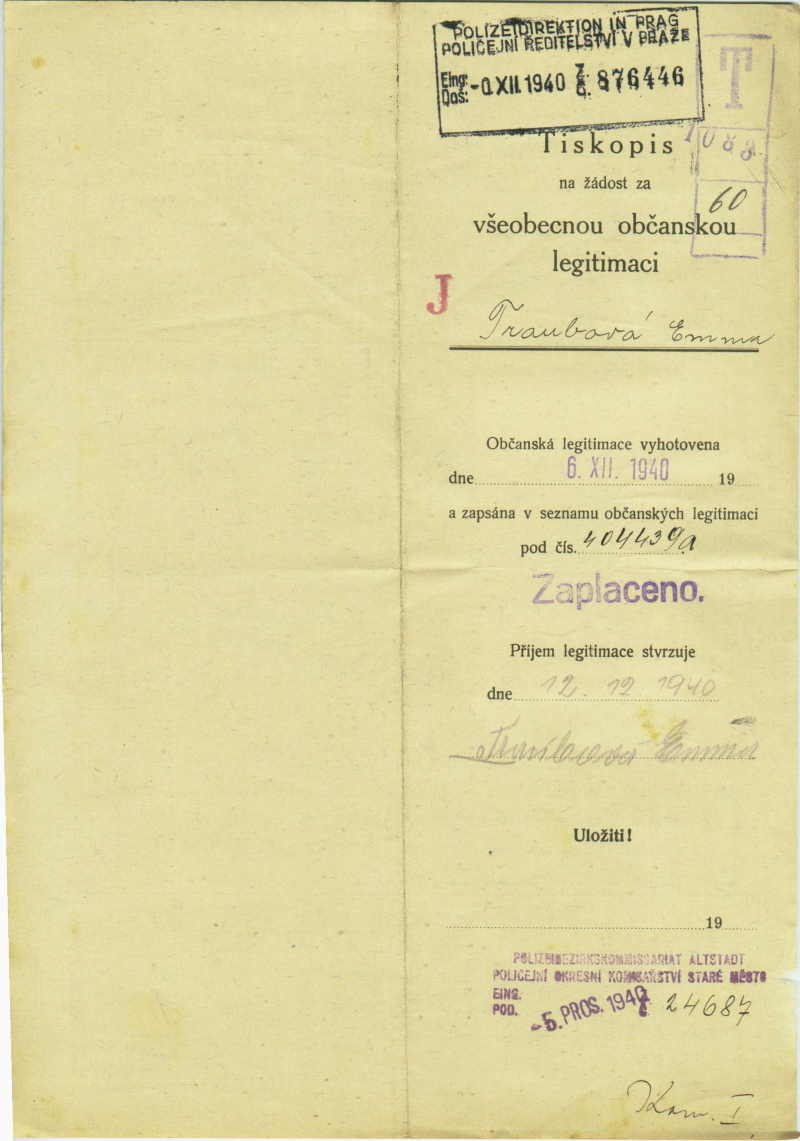 POLIZEIDIREKTION IN PRAG
POLICEJNÍ ŘEDITELSTVÍ V PRAZE
Eing.
Doš.
XII. 1940
876446
T
1083
60
Tiskopis
na žádost za
všeobecnou občanskou
legitimaci
J
Traubová Emma
Občanská legitimace vyhotovena
dne 6. XII. 1940 19
a zapsána v seznamu občanských legitimací
pod čís. 404439a
Zaplaceno.
Příjem legitimace stvrzuje
dne 12. 12 1940
Traubová Emma
Uložiti!
19
POLIZEIBEZIRKSKOMMISSARIAT ALTSTADT
POLICEJNÍ OKRESNÍ KOMISAŘSTVÍ STARÉ MĚSTO
EING.
POD.
-5. PROS. 1940
24687
Kom. I